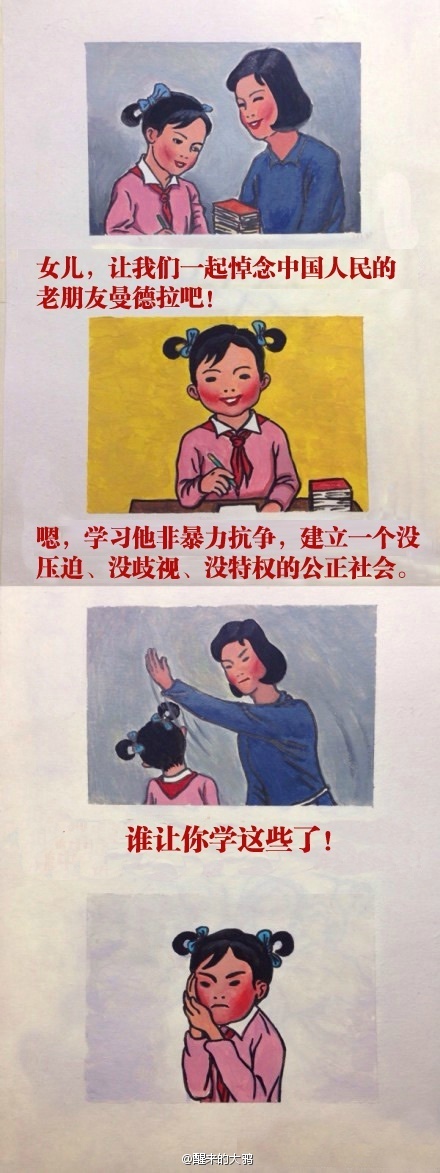 女儿，让我们一起悼念中国人民的
老朋友曼德拉吧！
嗯，学习他非暴力抗争，建立一个没
压迫、没歧视、没特权的公正社会。
谁让你学这些了！
@醒来的大鸦